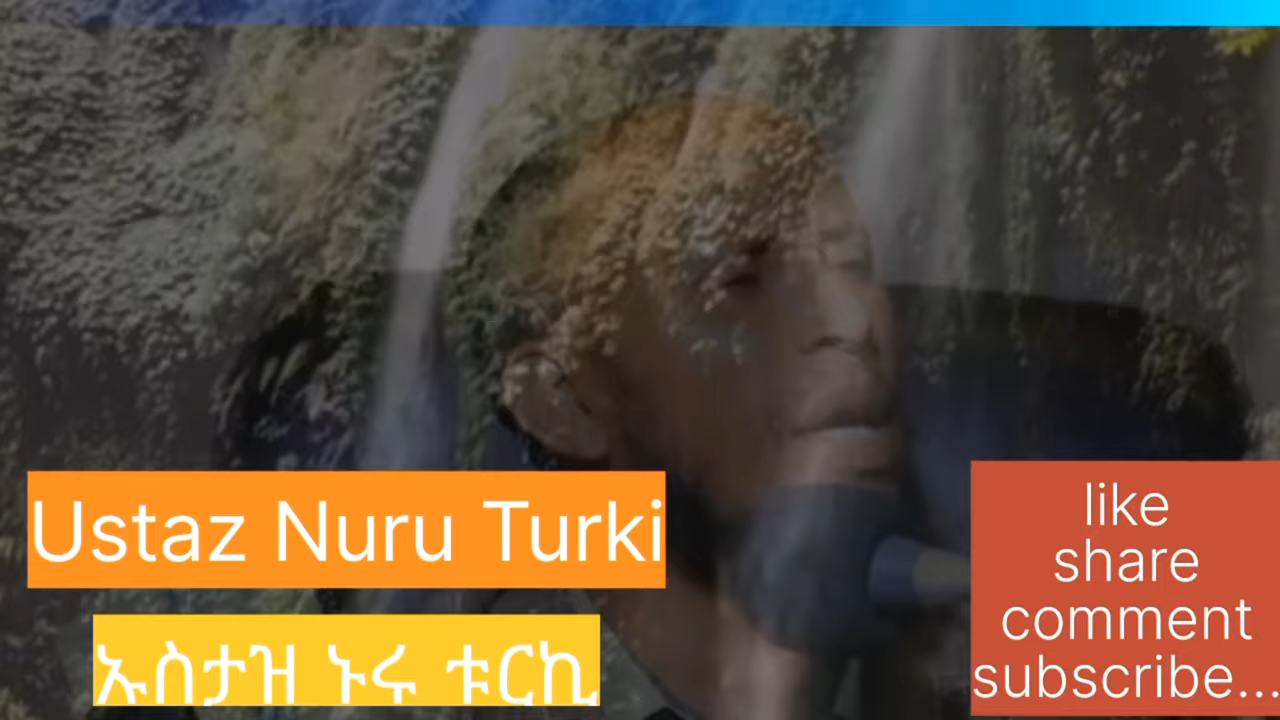 Ustaz Nuru Turki
ኡስታዝ ኑሩ ቱርኪ
like
share
comment
subscribe...